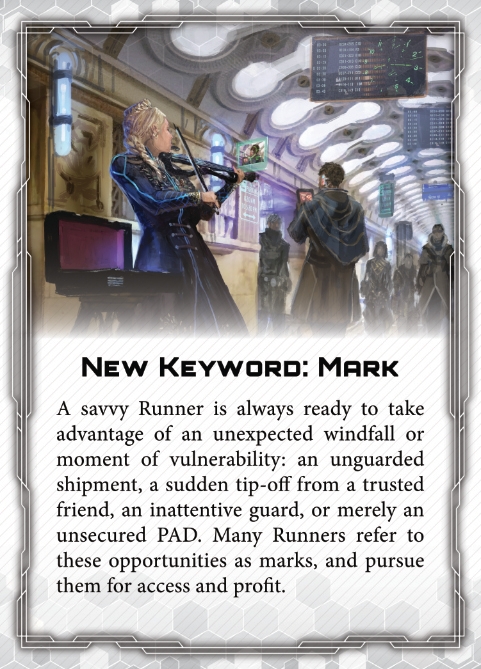 New Keyword: Mark
A savvy Runner is always ready to take
advantage of an unexpected windfall or
moment of vulnerability: an unguarded
shipment, a sudden tip-off from a trusted
friend, an inattentive guard, or merely an
unsecured PAD. Many Runners refer to
these opportunities as marks, and pursue
them for access and profit.